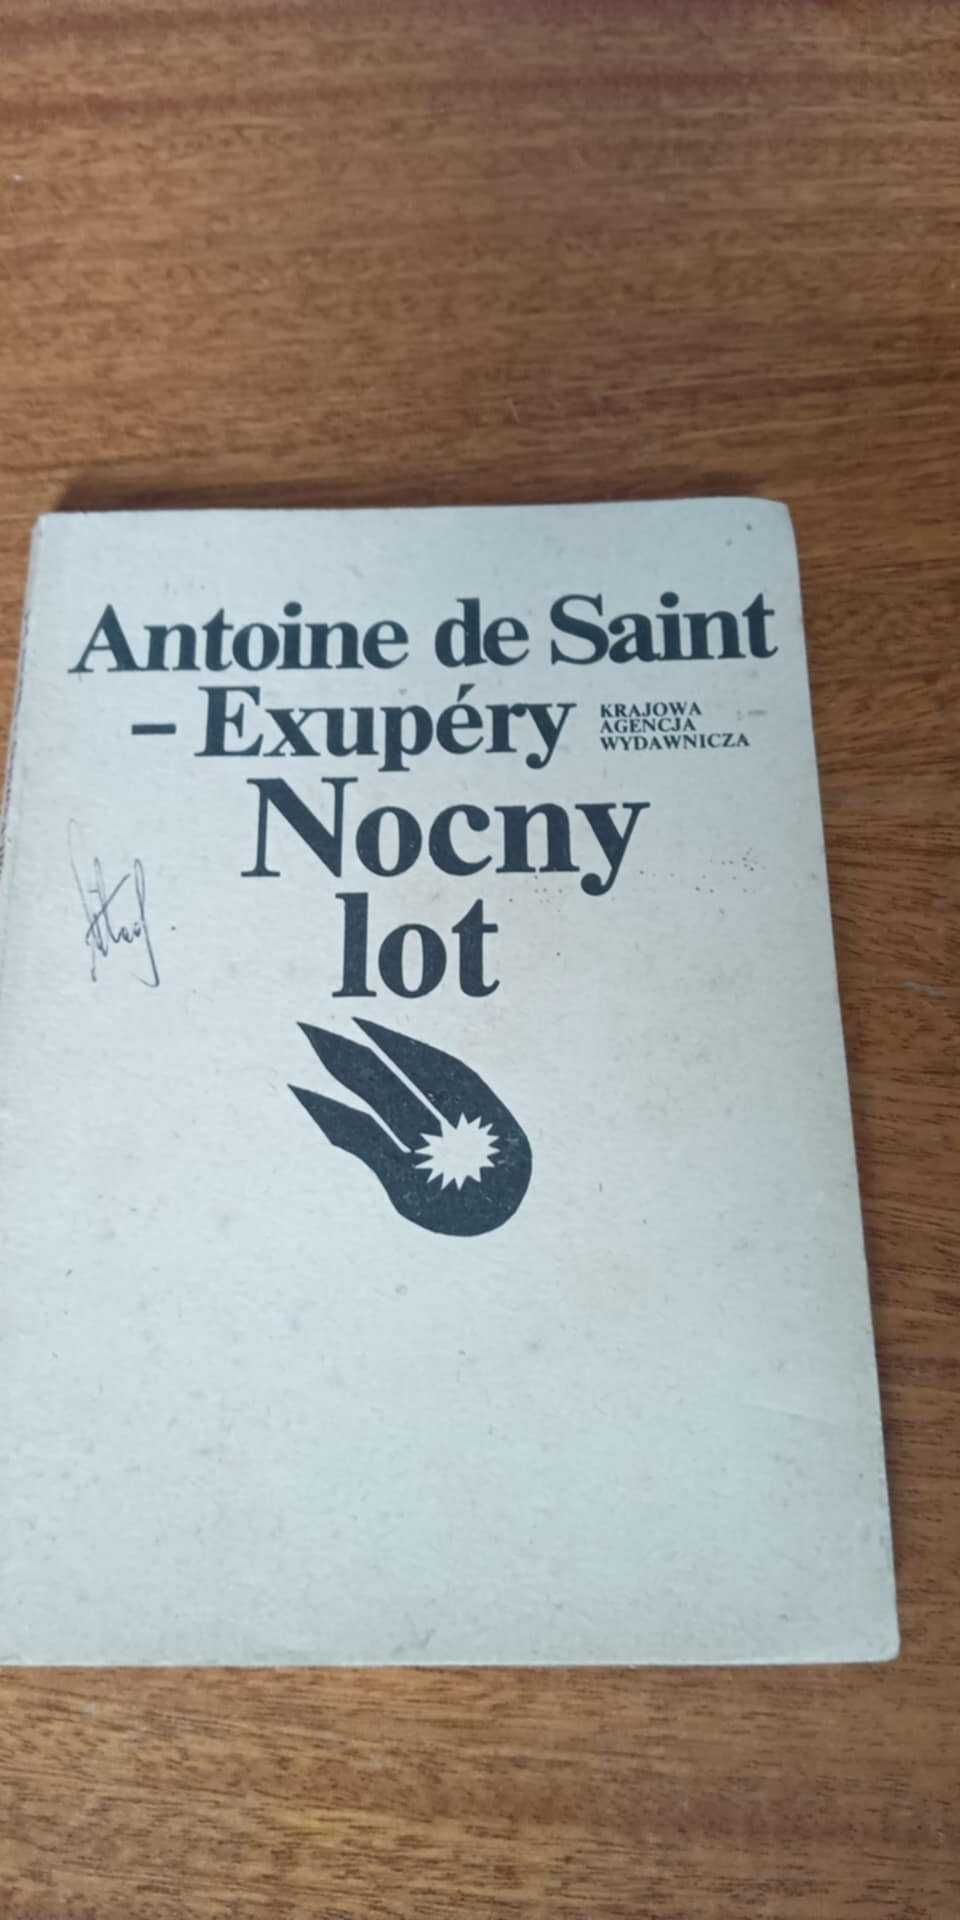 Antoine de Saint
- Exupéry
KRAJOWA
AGENCJA
WYDAWNICZA
Nocny
lot